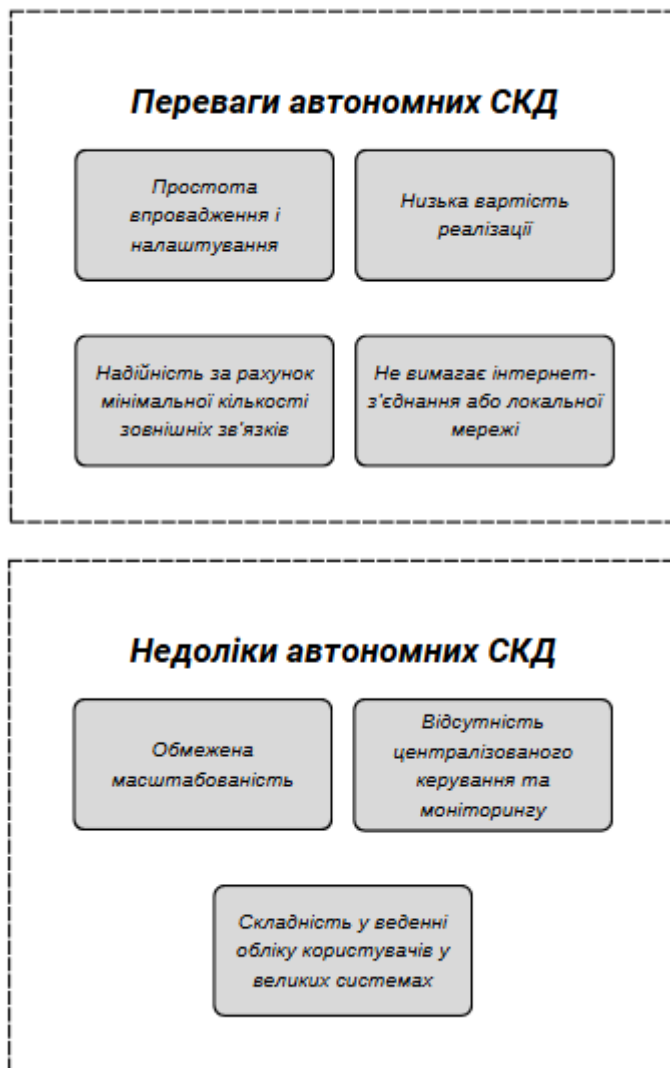 Переваги автономних СКД
Простота
впровадження і
налаштування
Низька вартість
реалізації
Надійність за рахунок
мінімальної кількості
зовнішніх зв'язків
Не вимагає інтернет-
з'єднання або локальної
мережі
Недоліки автономних СКД
Обмежена
масштабованість
Відсутність
централізованого
керування та
моніторингу
Складність у веденні
обліку користувачів у
великих системах